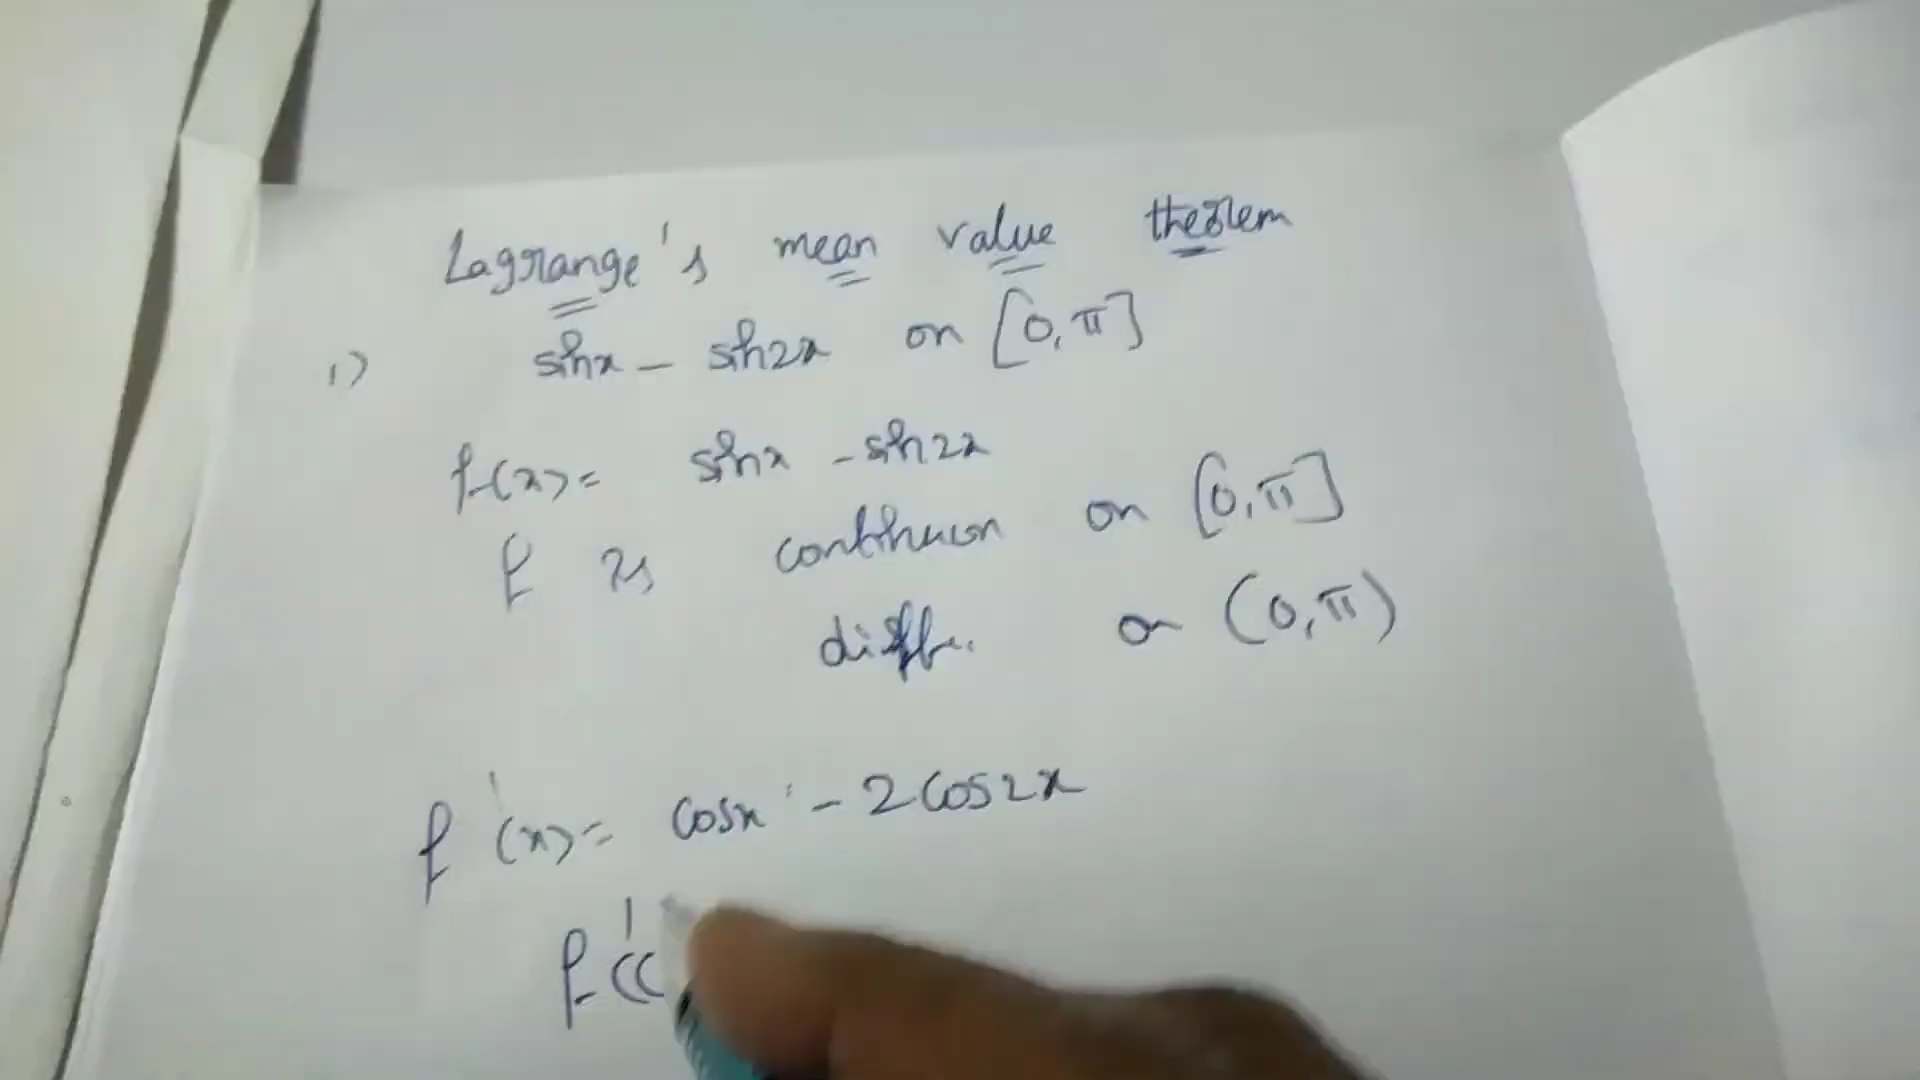 Lagrange's mean value theorem
1) sinx - sin2x on [0, π]
f(x) = sinx - sin2x
f is continuon on [0, π]
diffr. on (0, π)
f'(x) = cosx - 2cos2x
f'(c